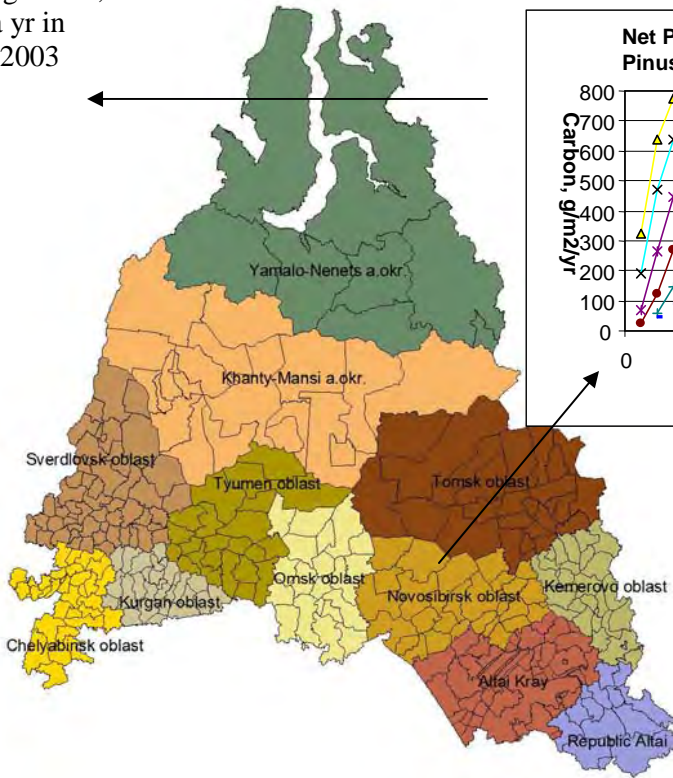 a yr in
2003
Net P
Pinus
Carbon, g/m2/yr
800
700
600
500
400
300
200
100
0
0
Yamalo-Nenets a.okr.
Khanty-Mansi a.okr.
Sverdlovsk oblast
Tyumen oblast
Tomsk oblast
Omsk oblast
Novosibirsk oblast
Kemerovo oblast
Kurgan oblast
Chelyabinsk oblast
Altai Kray
Republic Altai